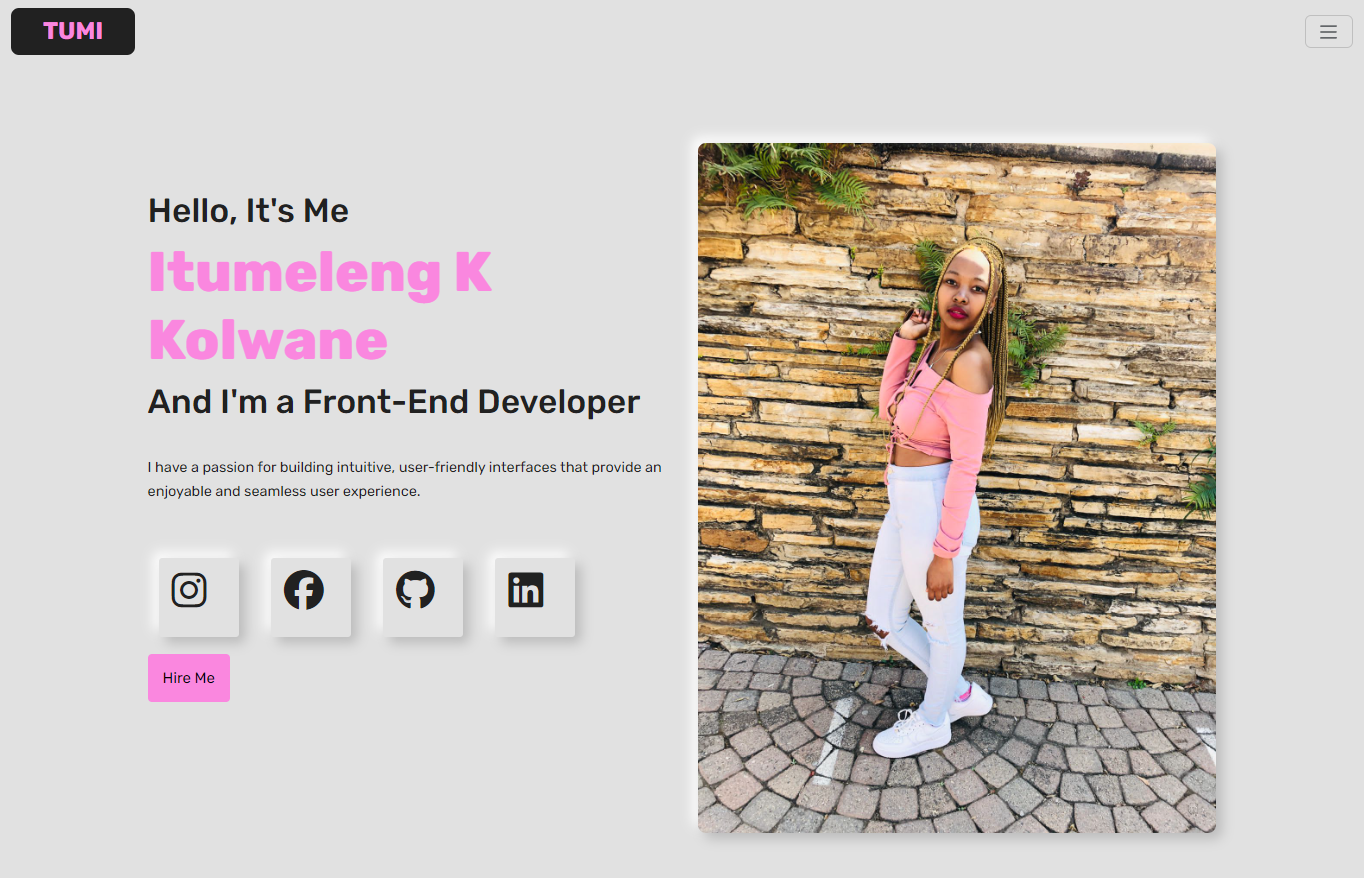 TUMI
Hello, It's Me
Itumeleng K
Kolwane
And I'm a Front-End Developer
I have a passion for building intuitive, user-friendly interfaces that provide an
enjoyable and seamless user experience.
in
Hire Me